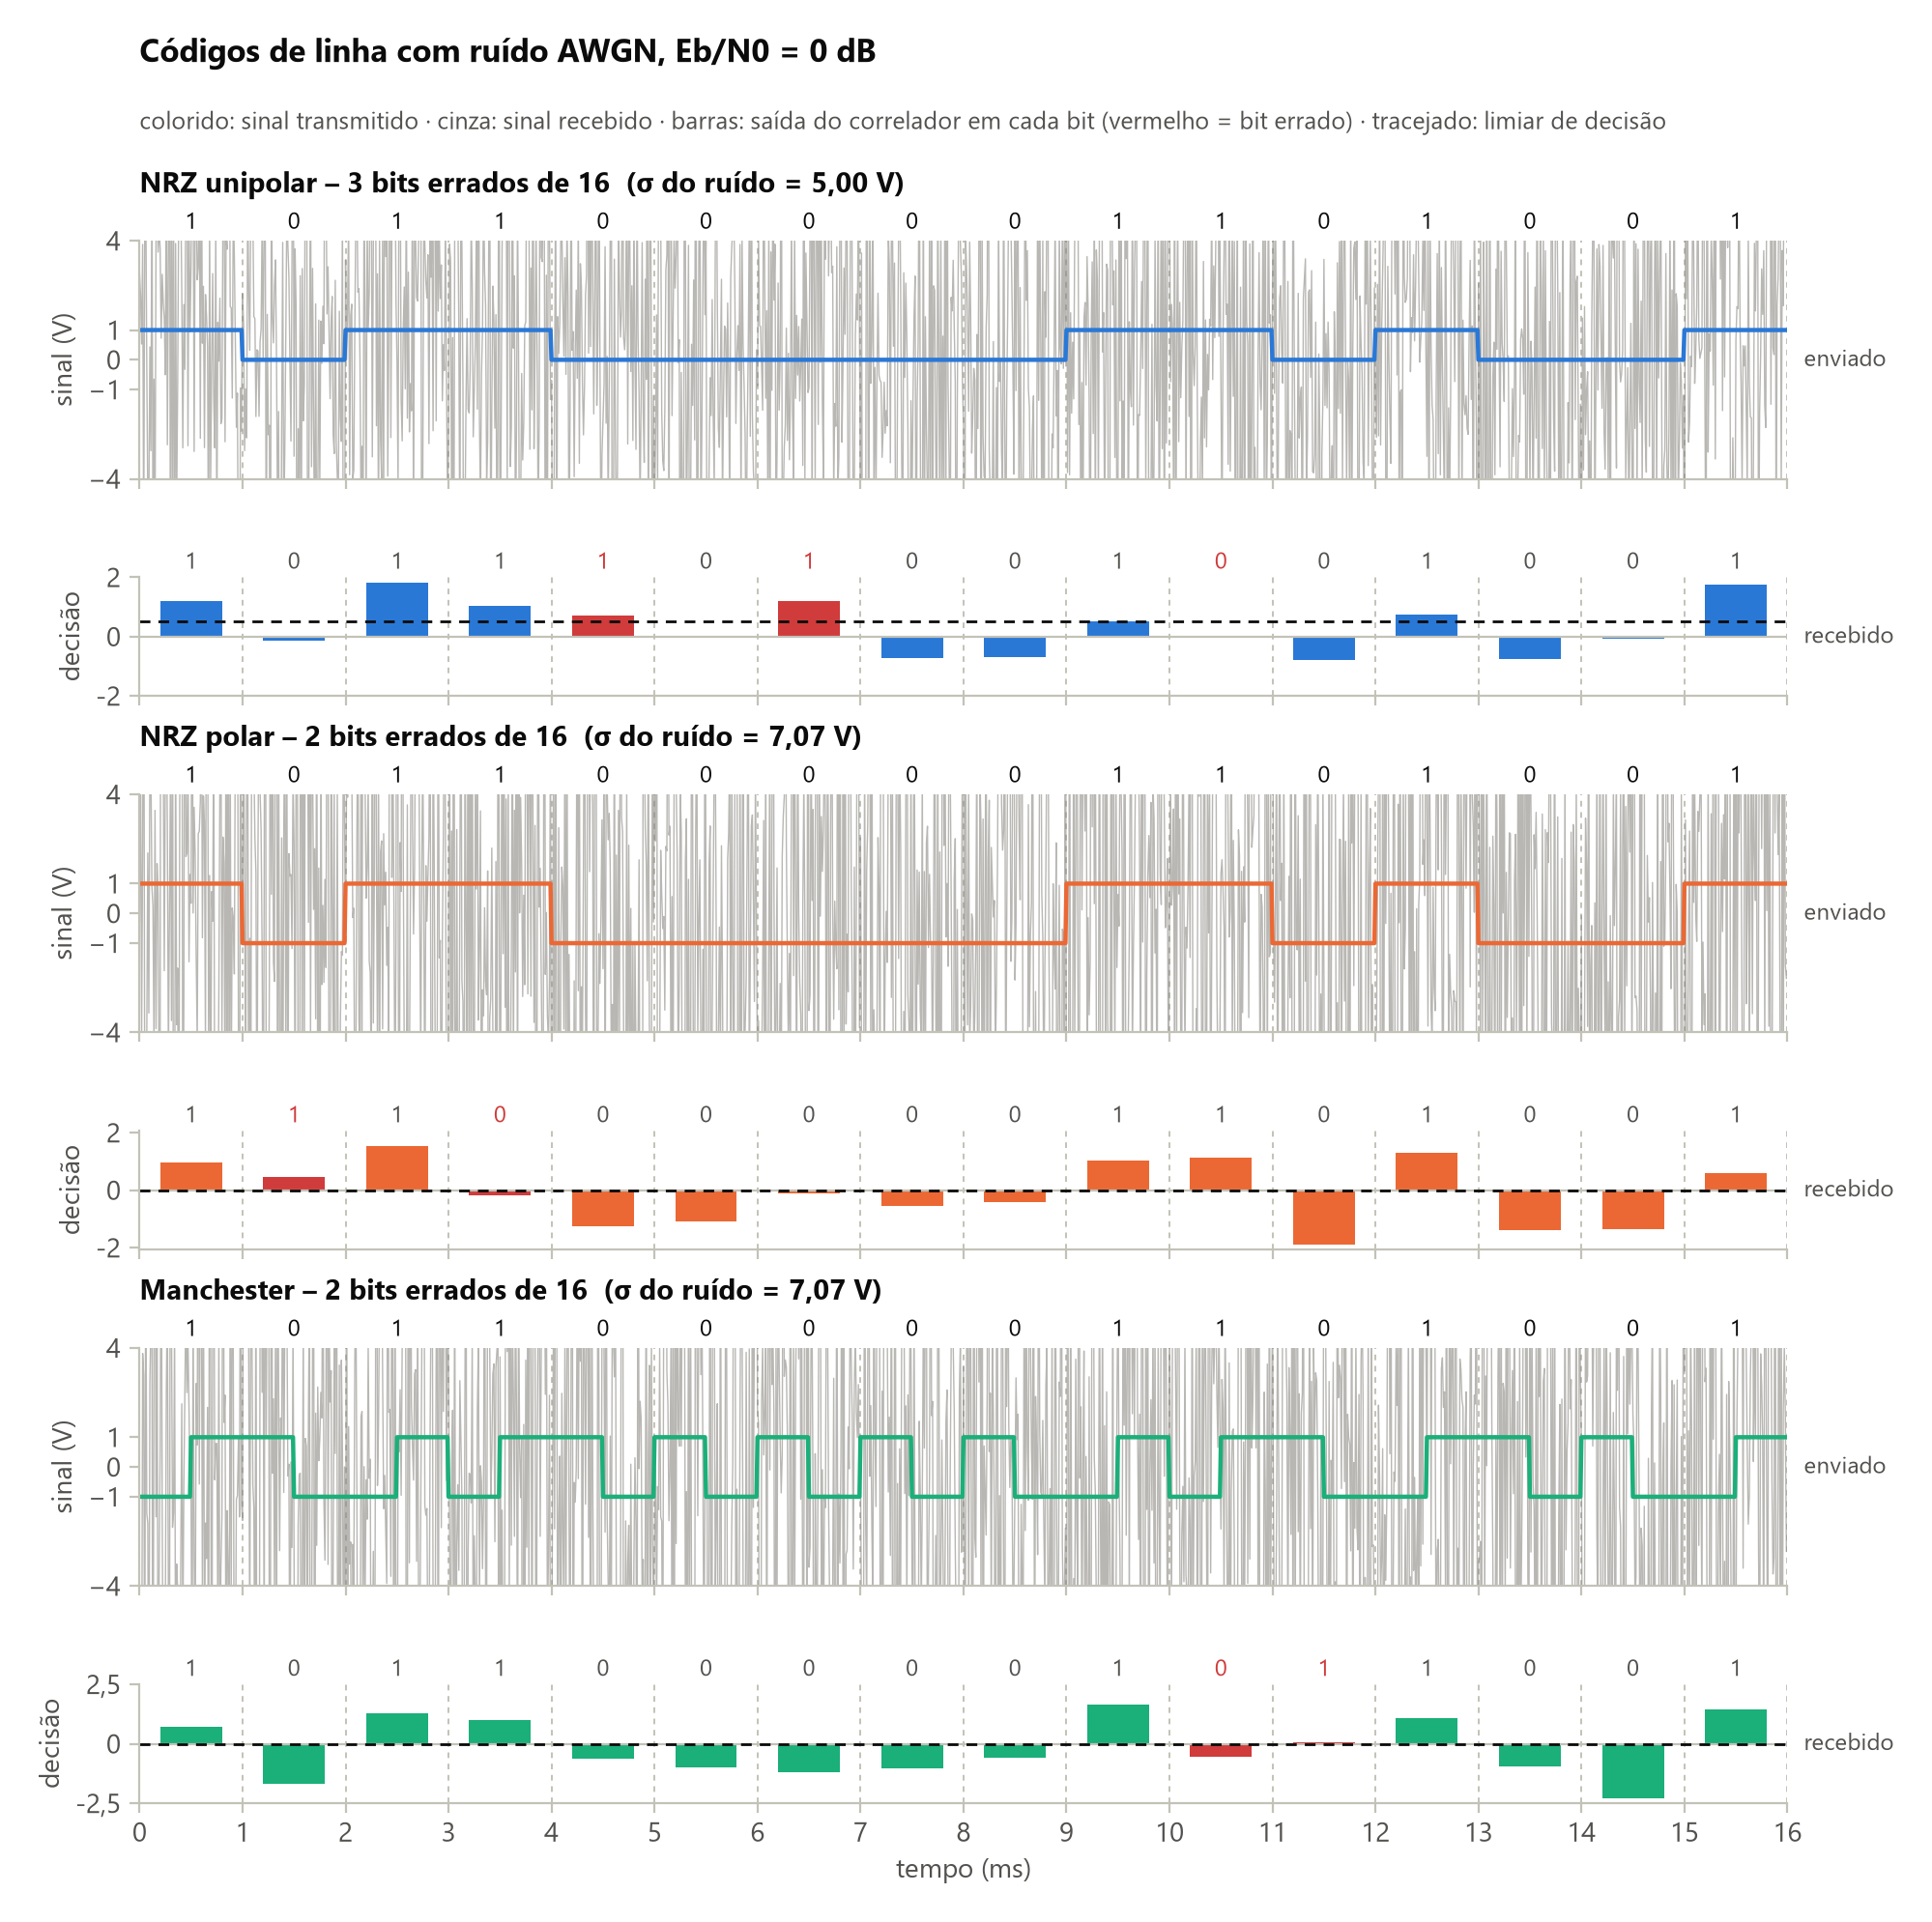 Códigos de linha com ruído AWGN, Eb/N0 = 0 dB
colorido: sinal transmitido · cinza: sinal recebido · barras: saída do correlador em cada bit (vermelho = bit errado) · tracejado: limiar de decisão
NRZ unipolar – 3 bits errados de 16 (σ do ruído = 5,00 V)
1 0 1 1 0 0 0 0 0 1 1 0 1 0 0 1
4
1
0
−1
−4
sinal (V)
enviado
1 0 1 1 1 0 1 0 0 1 0 0 1 0 0 1
2
0
-2
decisão
recebido
NRZ polar – 2 bits errados de 16 (σ do ruído = 7,07 V)
1 0 1 1 0 0 0 0 0 1 1 0 1 0 0 1
4
1
0
−1
−4
sinal (V)
enviado
1 1 1 0 0 0 0 0 0 1 1 0 1 0 0 1
2
0
-2
decisão
recebido
Manchester – 2 bits errados de 16 (σ do ruído = 7,07 V)
1 0 1 1 0 0 0 0 0 1 1 0 1 0 0 1
4
1
0
−1
−4
sinal (V)
enviado
1 0 1 1 0 0 0 0 0 1 0 1 1 0 0 1
2,5
0
-2,5
decisão
recebido
0 1 2 3 4 5 6 7 8 9 10 11 12 13 14 15 16
tempo (ms)